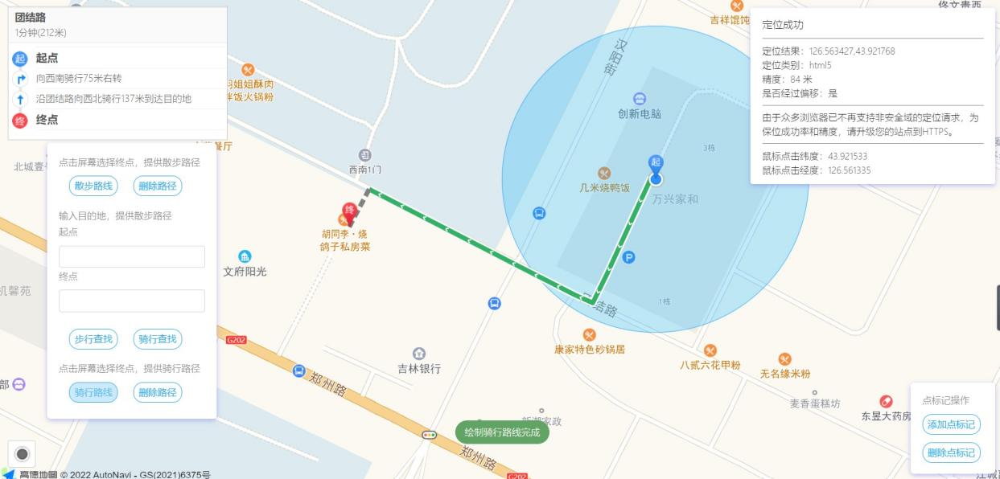 团结路
1分钟(212米)
起 起点
向西南骑行75米右转
沿团结路向西北骑行137米到达目的地
终 终点
点击屏幕选择终点，提供散步路径
散步路线 删除路径
输入目的地，提供散步路径
起点
终点
步行查找 骑行查找
点击屏幕选择终点，提供骑行路径
骑行路线 删除路径
定位成功
定位结果：126.563427,43.921768
定位类别：html5
精度：84 米
是否经过偏移：是
由于众多浏览器已不再支持非安全域的定位请求，为
保位成功率和精度，请升级您的站点到HTTPS。
鼠标点击纬度：43.921533
鼠标点击经度：126.561335
点标记操作
添加点标记
删除点标记
佟文贵西
吉祥馄饨
汉阳街
姐姐酥肉
拌饭火锅粉
餐厅
北城壹号
西南1门
创新电脑
3栋
起
几米烧鸭饭
万兴家和
终
胡同李·烧
鸽子私房菜
文府阳光
P
机馨苑
结路
1栋
G202
康家特色砂锅居
吉林银行
八贰六花甲粉
无名缘米粉
郑州路
部
麦香蛋糕坊
东昱大药房
家政
绘制骑行路线完成
郑州路
G202
高德地图 © 2022 AutoNavi - GS(2021)6375号